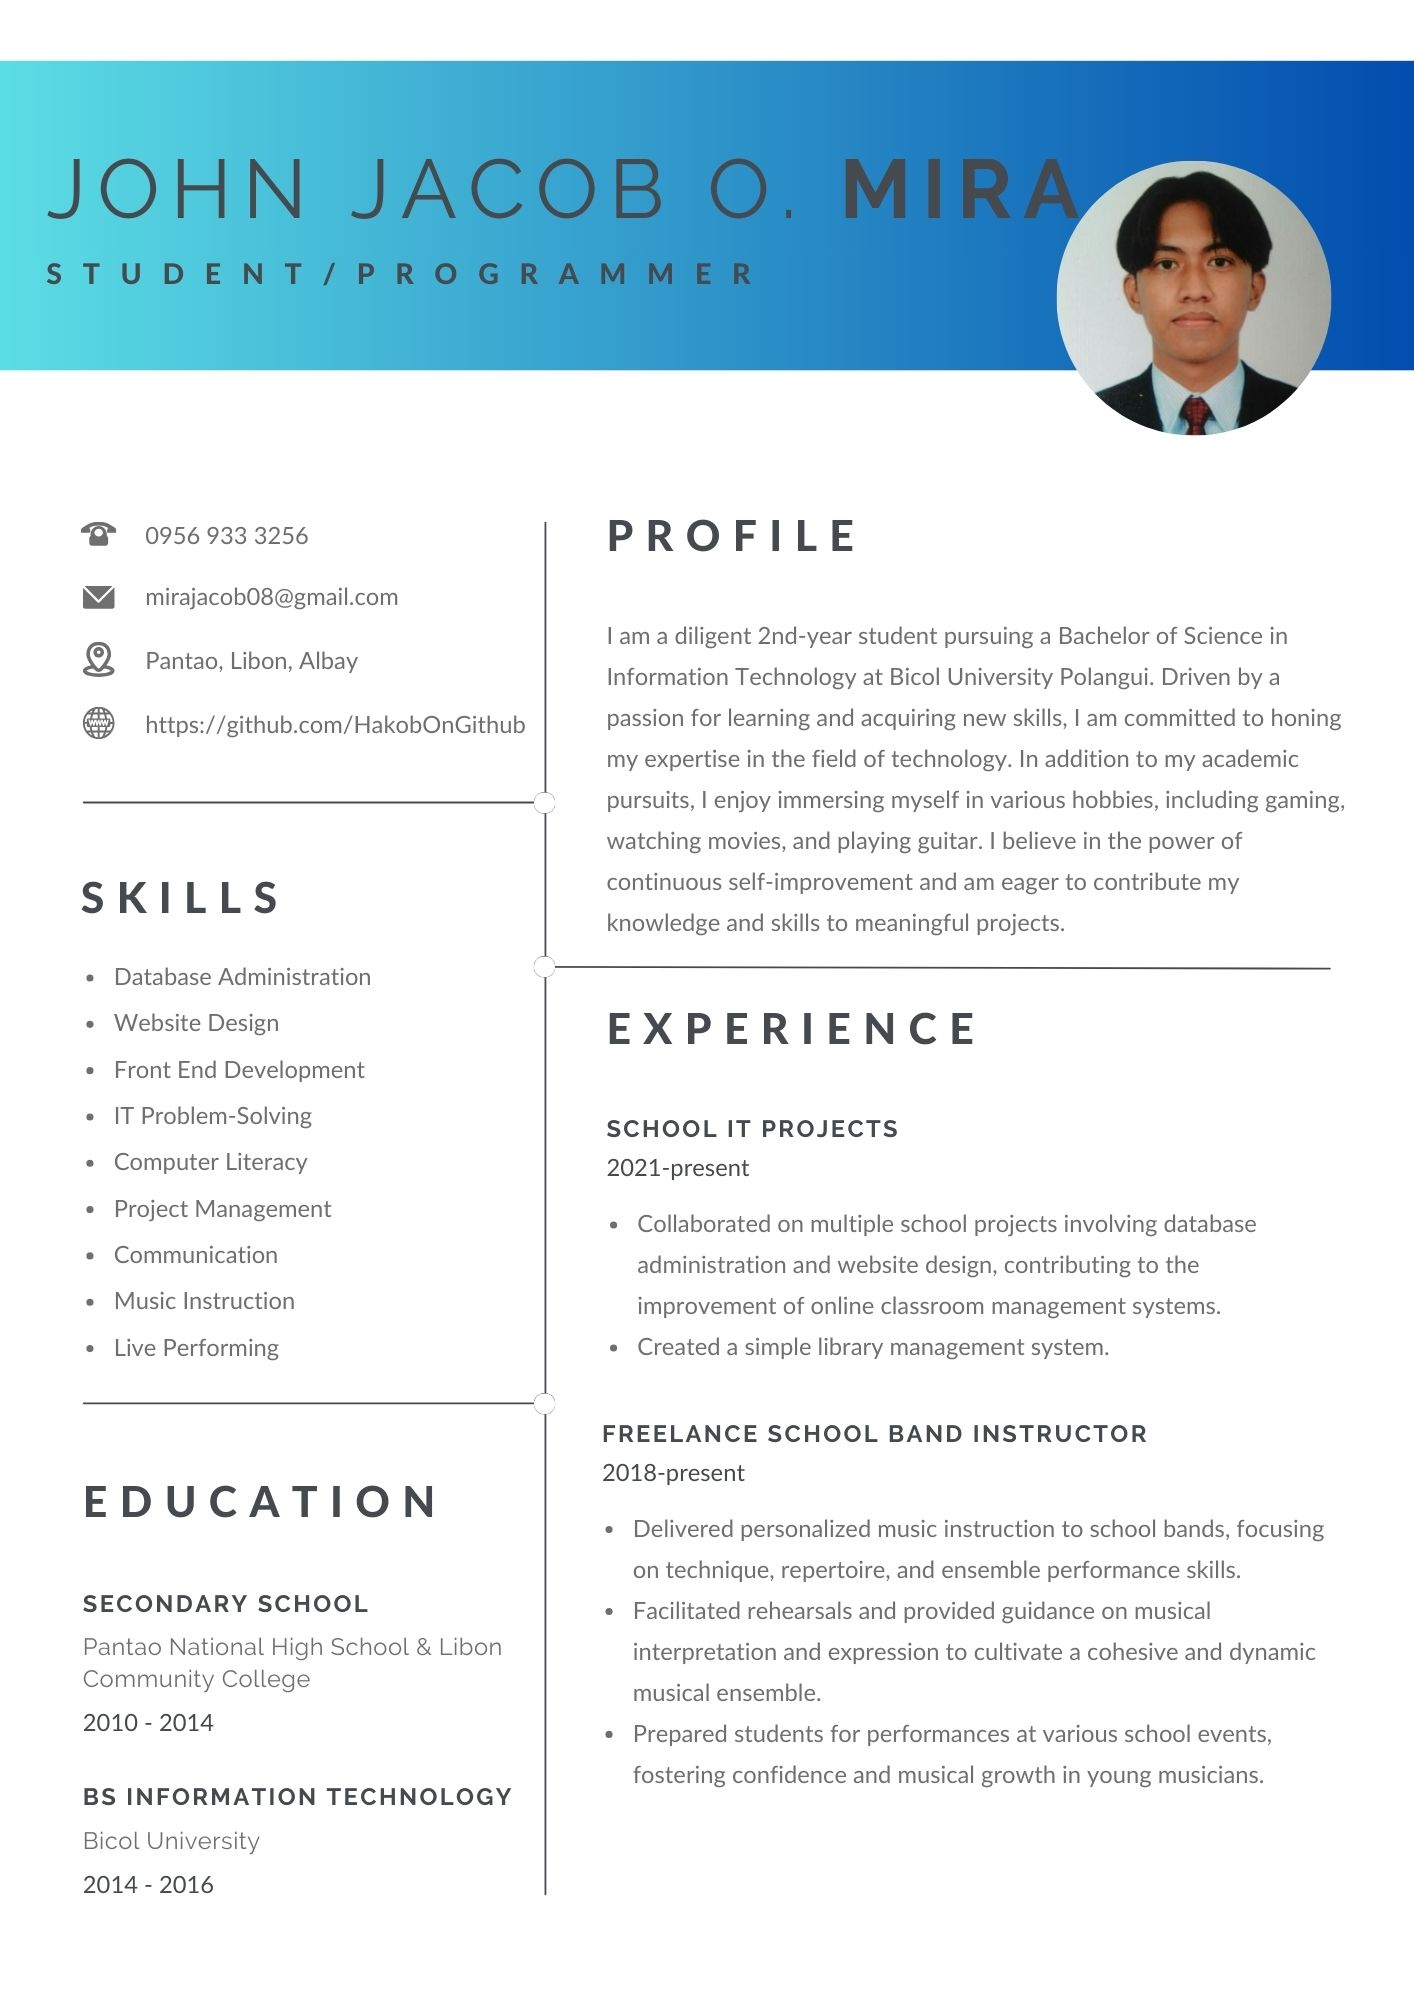 JOHN JACOB O. MIRA
STUDENT/PROGRAMMER
0956 933 3256
mirajacob08@gmail.com
Pantao, Libon, Albay
https://github.com/HakobOnGithub
SKILLS
Database Administration
Website Design
Front End Development
IT Problem-Solving
Computer Literacy
Project Management
Communication
Music Instruction
Live Performing
EDUCATION
SECONDARY SCHOOL
Pantao National High School & Libon
Community College
2010 - 2014
BS INFORMATION TECHNOLOGY
Bicol University
2014 - 2016
PROFILE
I am a diligent 2nd-year student pursuing a Bachelor of Science in
Information Technology at Bicol University Polangui. Driven by a
passion for learning and acquiring new skills, I am committed to honing
my expertise in the field of technology. In addition to my academic
pursuits, I enjoy immersing myself in various hobbies, including gaming,
watching movies, and playing guitar. I believe in the power of
continuous self-improvement and am eager to contribute my
knowledge and skills to meaningful projects.
EXPERIENCE
SCHOOL IT PROJECTS
2021-present
Collaborated on multiple school projects involving database
administration and website design, contributing to the
improvement of online classroom management systems.
Created a simple library management system.
FREELANCE SCHOOL BAND INSTRUCTOR
2018-present
Delivered personalized music instruction to school bands, focusing
on technique, repertoire, and ensemble performance skills.
Facilitated rehearsals and provided guidance on musical
interpretation and expression to cultivate a cohesive and dynamic
musical ensemble.
Prepared students for performances at various school events,
fostering confidence and musical growth in young musicians.